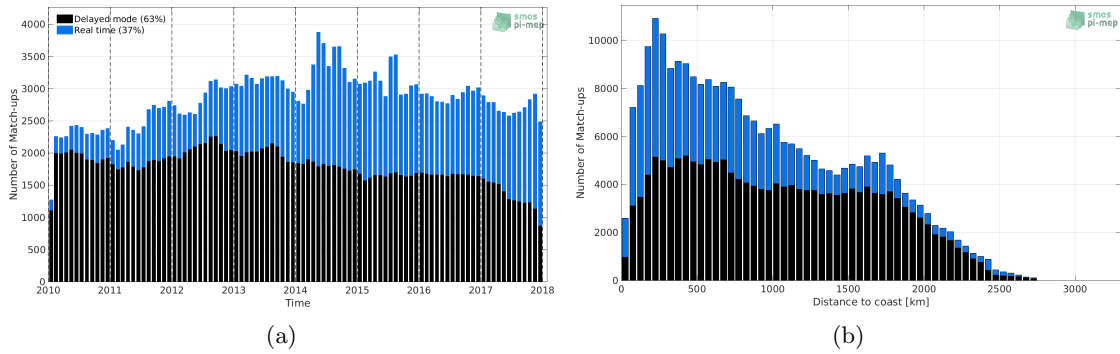 Delayed mode (63%)
Real time (37%)
smos
pi-mep
4000
3500
3000
2500
2000
1500
1000
500
0
Number of Match-ups
2010 2011 2012 2013 2014 2015 2016 2017 2018
Time
(a)
smos
pi-mep
10000
8000
6000
4000
2000
0
Number of Match-ups
0 500 1000 1500 2000 2500 3000
Distance to coast [km]
(b)